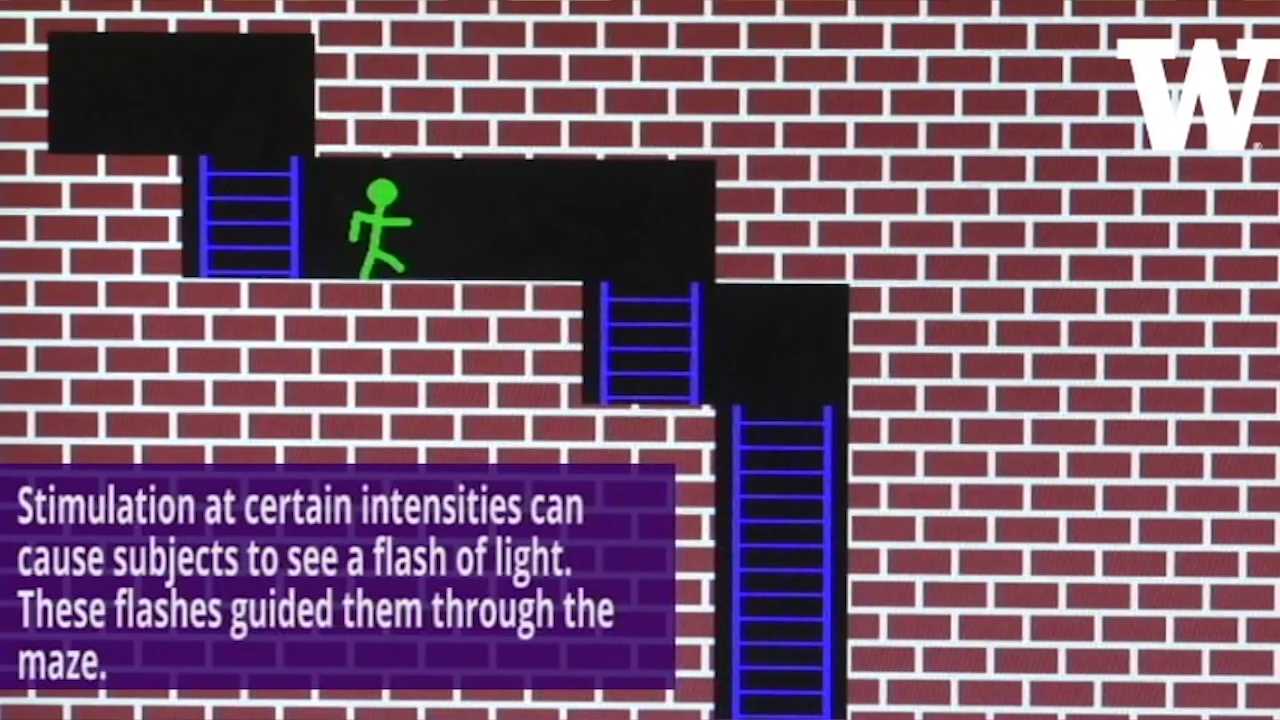 W
Stimulation at certain intensities can
cause subjects to see a flash of light.
These flashes guided them through the
maze.